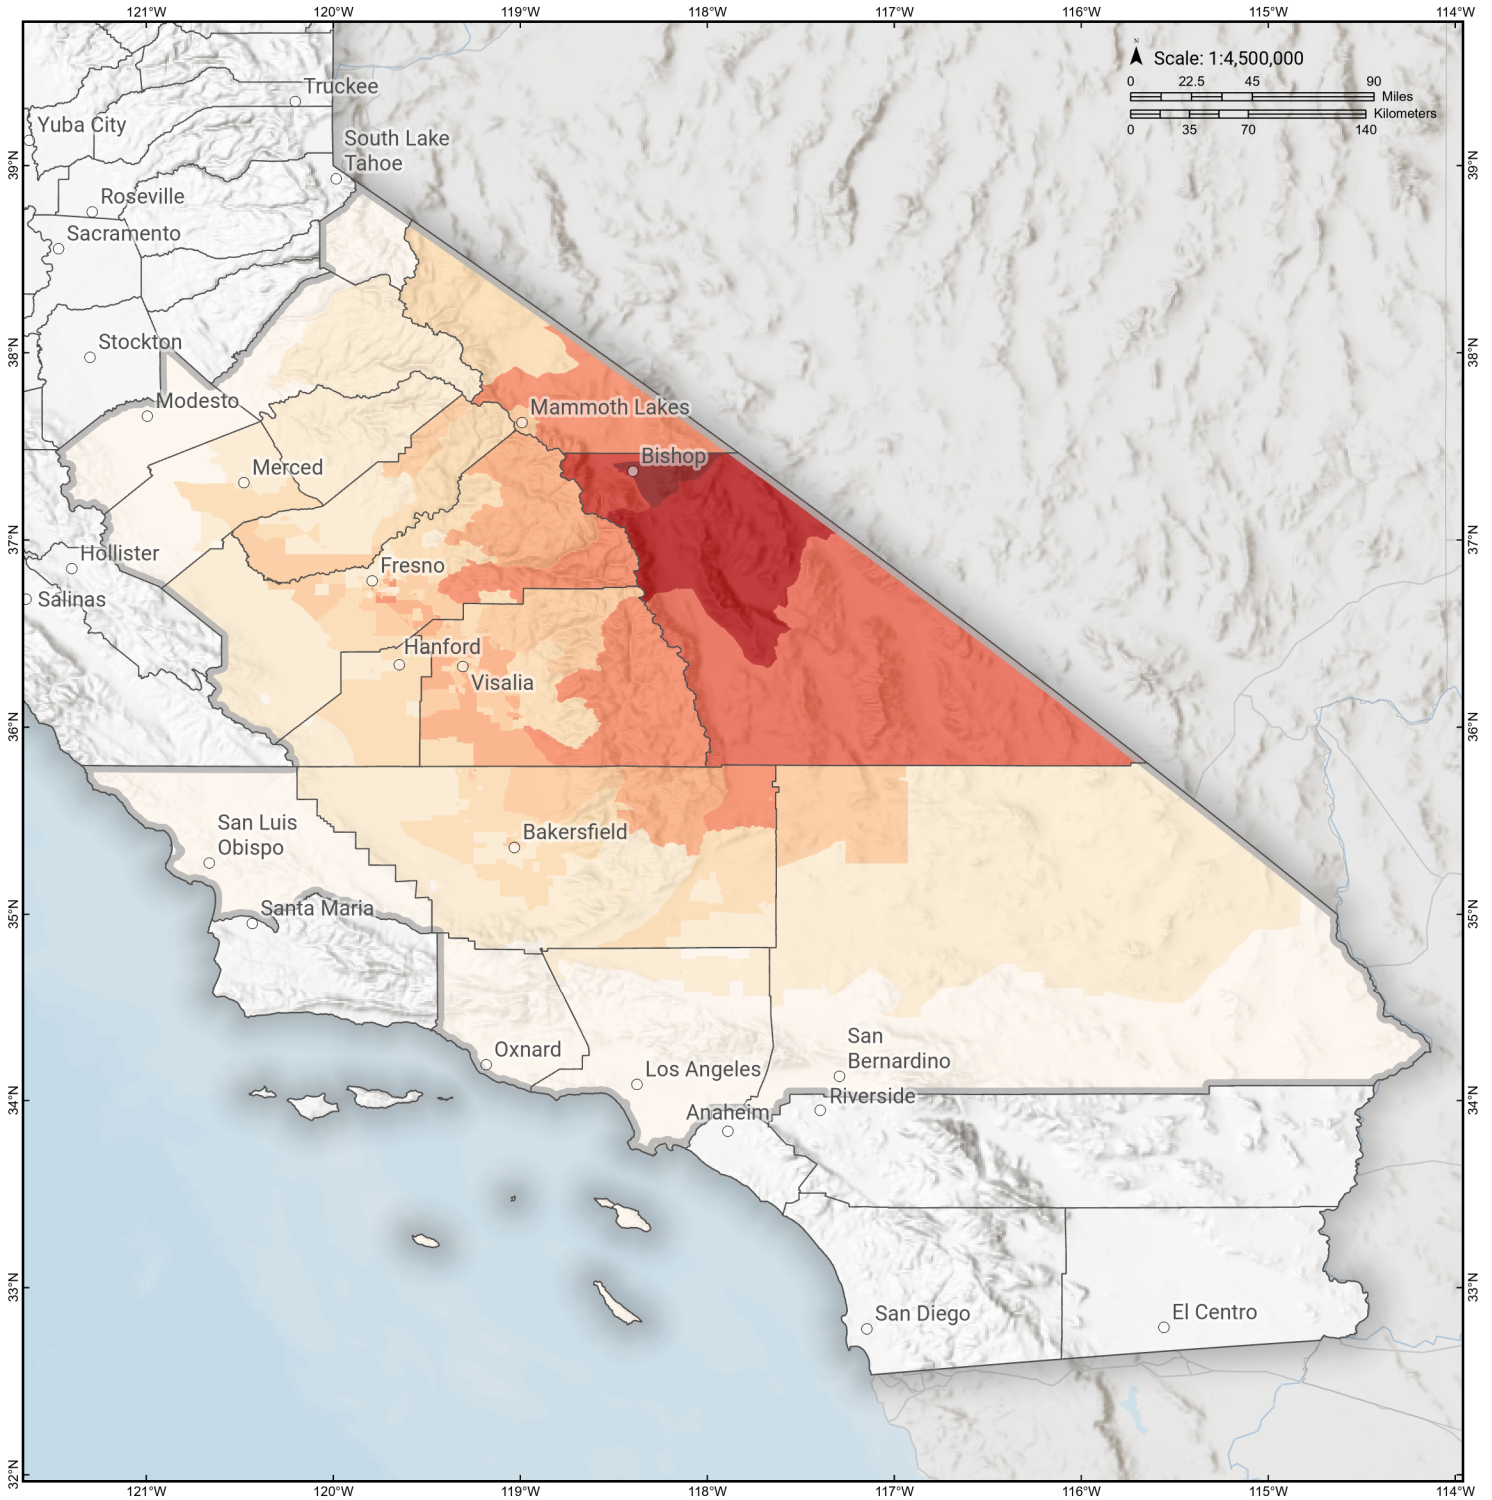 121°W
120°W
119°W
118°W
117°W
116°W
115°W
114°W
N
Scale: 1:4,500,000
0
22.5
45
90
Miles
Kilometers
0
35
70
140
Truckee
Yuba City
South Lake
Tahoe
39°N
39°N
Roseville
Sacramento
Stockton
38°N
38°N
Modesto
Mammoth Lakes
Bishop
Merced
37°N
37°N
Hollister
Fresno
Salinas
Hanford
Visalia
36°N
36°N
San Luis
Obispo
Bakersfield
Santa Maria
35°N
35°N
Oxnard
San
Bernardino
Los Angeles
Riverside
34°N
34°N
Anaheim
33°N
33°N
San Diego
El Centro
32°N
32°N
121°W
120°W
119°W
118°W
117°W
116°W
115°W
114°W